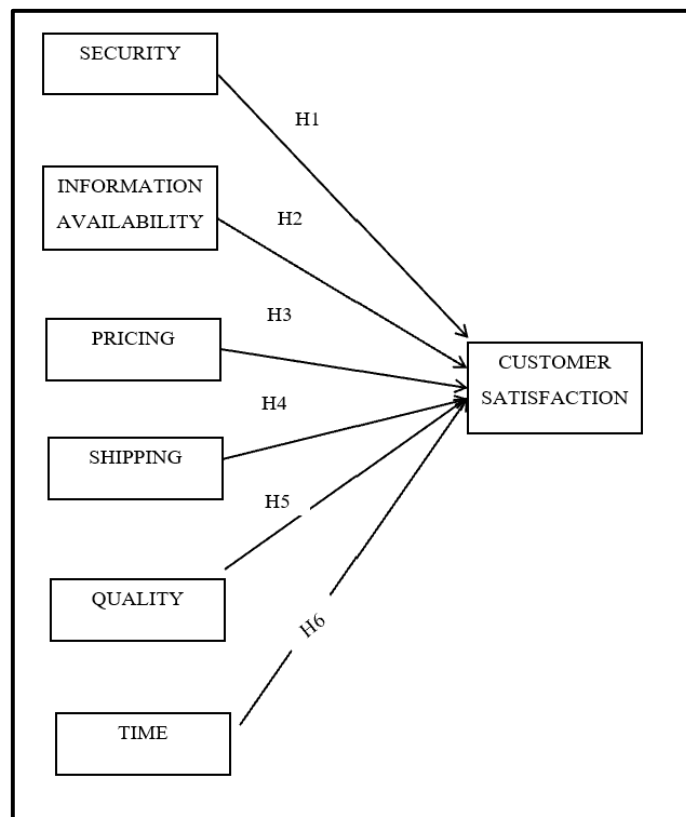 SECURITY
H1
INFORMATION
AVAILABILITY
H2
H3
PRICING
CUSTOMER
SATISFACTION
H4
SHIPPING
H5
QUALITY
H6
TIME